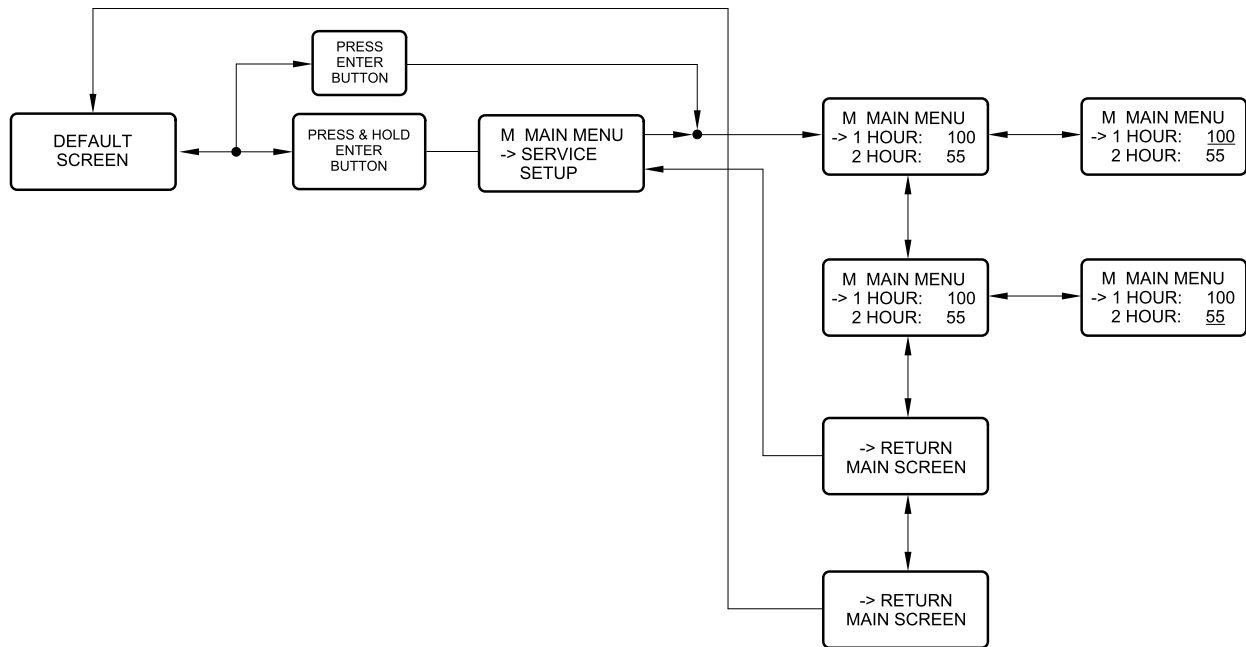 PRESS
ENTER
BUTTON
DEFAULT
SCREEN
PRESS & HOLD
ENTER
BUTTON
M MAIN MENU
-> SERVICE
SETUP
M MAIN MENU
-> 1 HOUR: 100
2 HOUR: 55
M MAIN MENU
-> 1 HOUR: 100
2 HOUR: 55
M MAIN MENU
-> 1 HOUR: 100
2 HOUR: 55
M MAIN MENU
-> 1 HOUR: 100
2 HOUR: 55
-> RETURN
MAIN SCREEN
-> RETURN
MAIN SCREEN